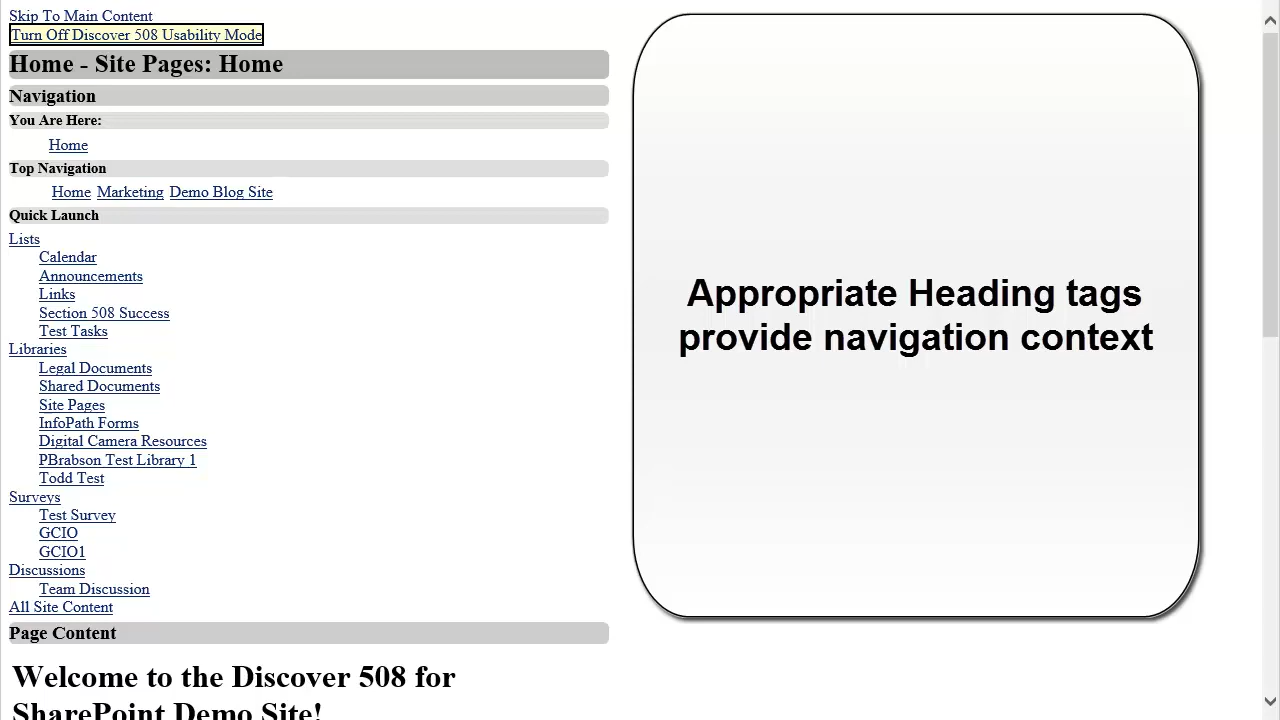 Skip To Main Content
Turn Off Discover 508 Usability Mode
Home - Site Pages: Home
Navigation
You Are Here:
Home
Top Navigation
Home Marketing Demo Blog Site
Quick Launch
Lists
Calendar
Announcements
Links
Section 508 Success
Test Tasks
Libraries
Legal Documents
Shared Documents
Site Pages
InfoPath Forms
Digital Camera Resources
PBrabson Test Library 1
Todd Test
Surveys
Test Survey
GCIO
GCIO1
Discussions
Team Discussion
All Site Content
Page Content
Welcome to the Discover 508 for
SharePoint Demo Site!
Appropriate Heading tags
provide navigation context